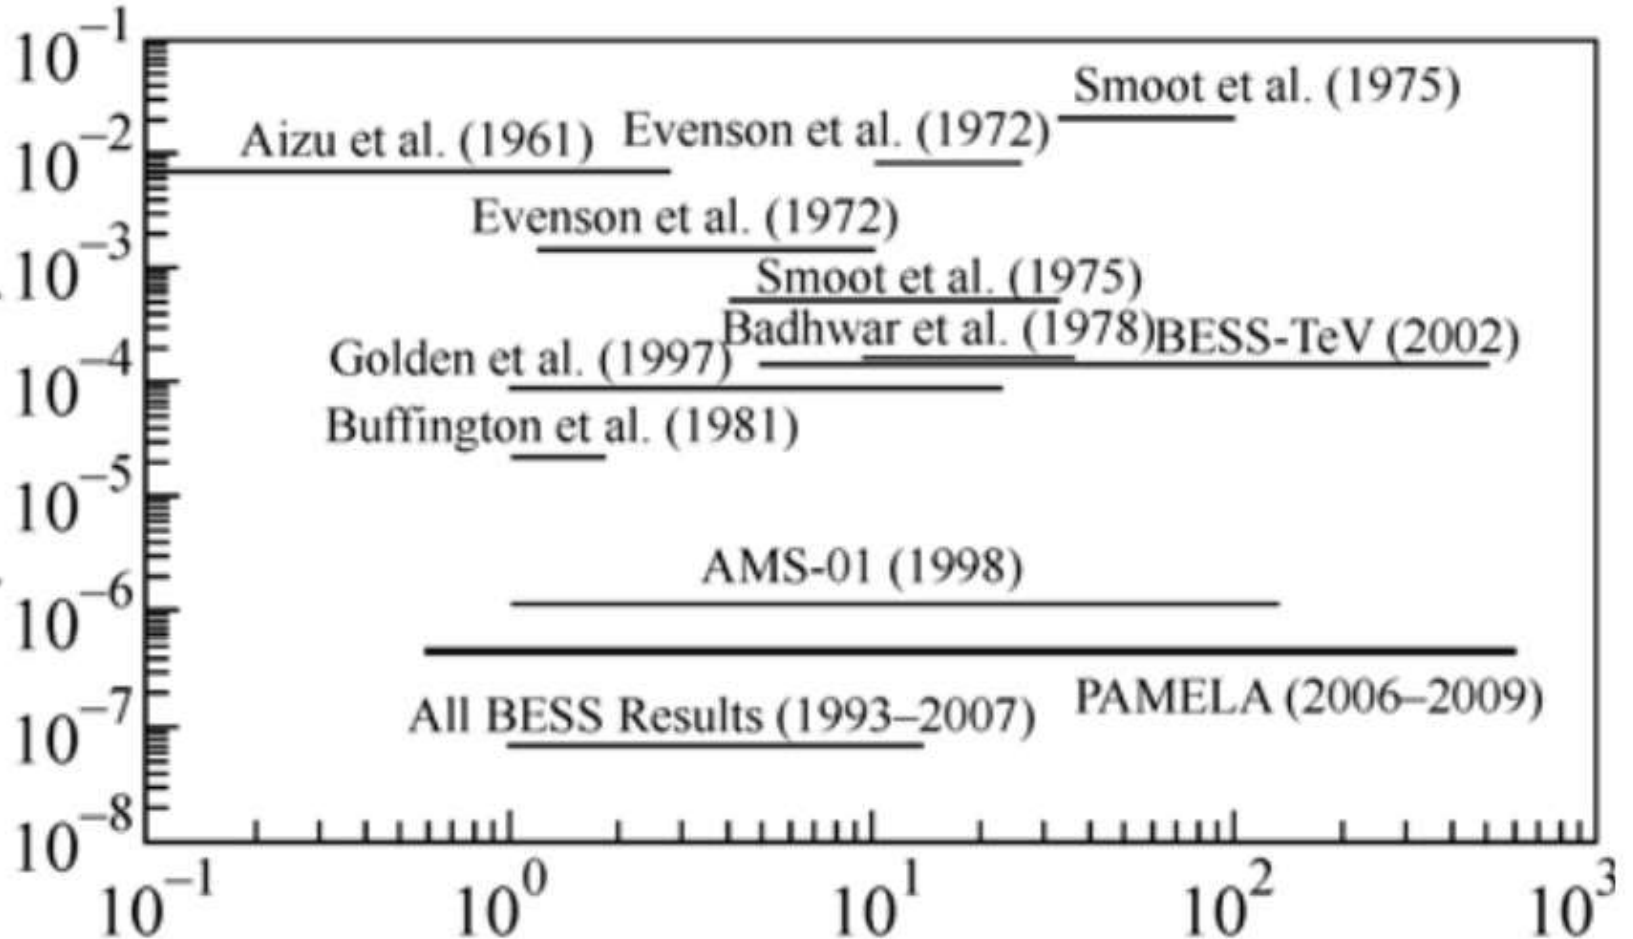 10⁻¹
Smoot et al. (1975)
Evenson et al. (1972)
Aizu et al. (1961)
10⁻²
Evenson et al. (1972)
10⁻³
Smoot et al. (1975)
Badhwar et al. (1978)
BESS-TeV (2002)
Golden et al. (1997)
10⁻⁴
Buffington et al. (1981)
10⁻⁵
AMS-01 (1998)
10⁻⁶
PAMELA (2006–2009)
All BESS Results (1993–2007)
10⁻⁷
10⁻⁸
10⁻¹ 10⁰ 10¹ 10² 10³